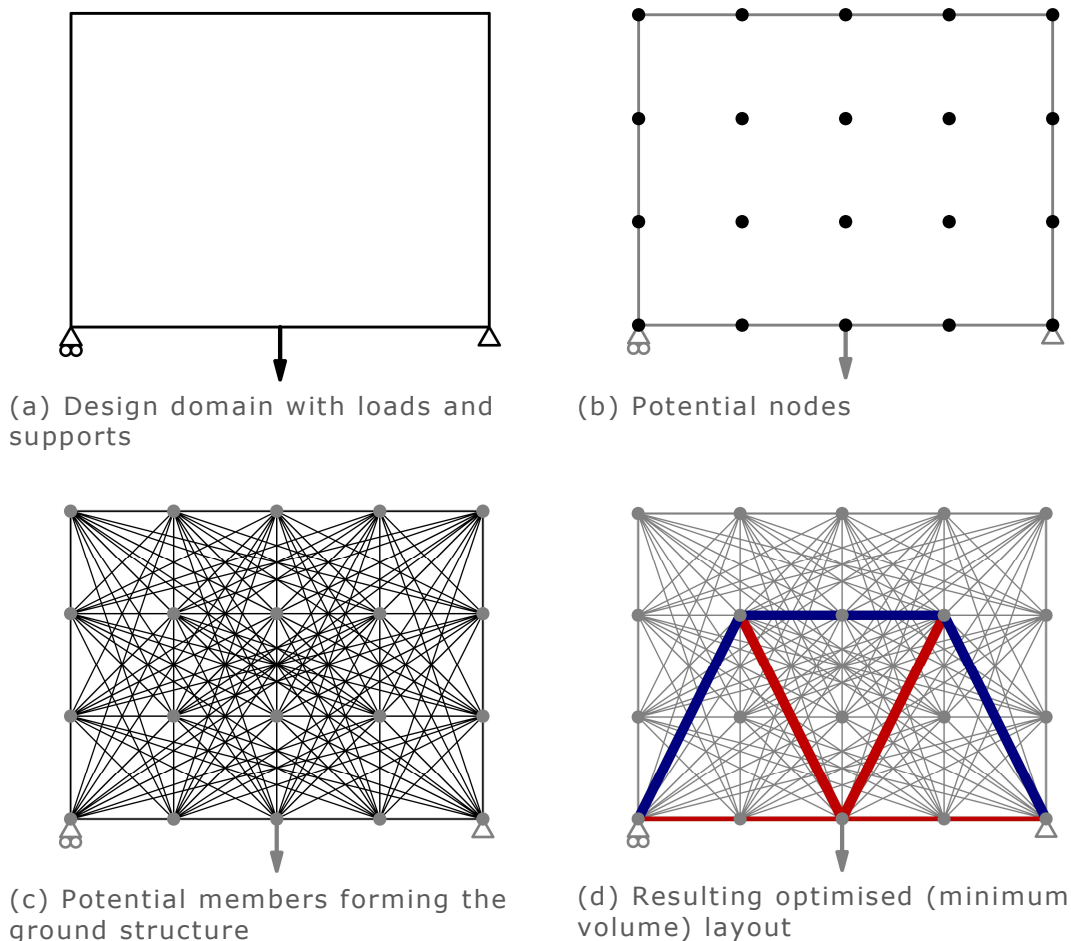 (a) Design domain with loads and
supports
(b) Potential nodes
(c) Potential members forming the
ground structure
(d) Resulting optimised (minimum
volume) layout